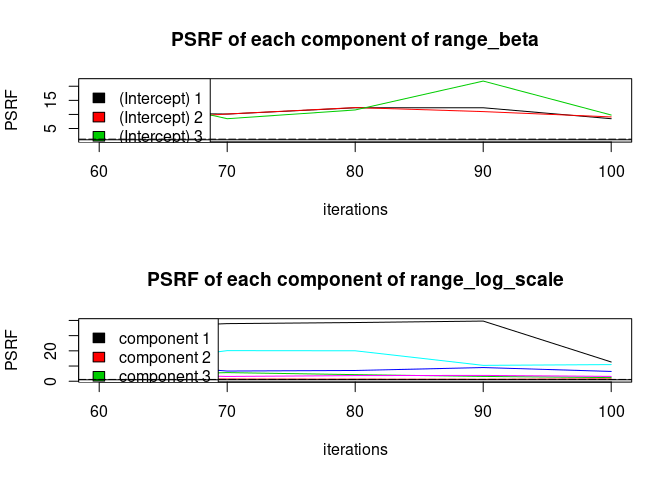 PSRF of each component of range_beta
PSRF
15
5
(Intercept) 1
(Intercept) 2
(Intercept) 3
60 70 80 90 100
iterations
PSRF of each component of range_log_scale
PSRF
20
0
component 1
component 2
component 3
60 70 80 90 100
iterations